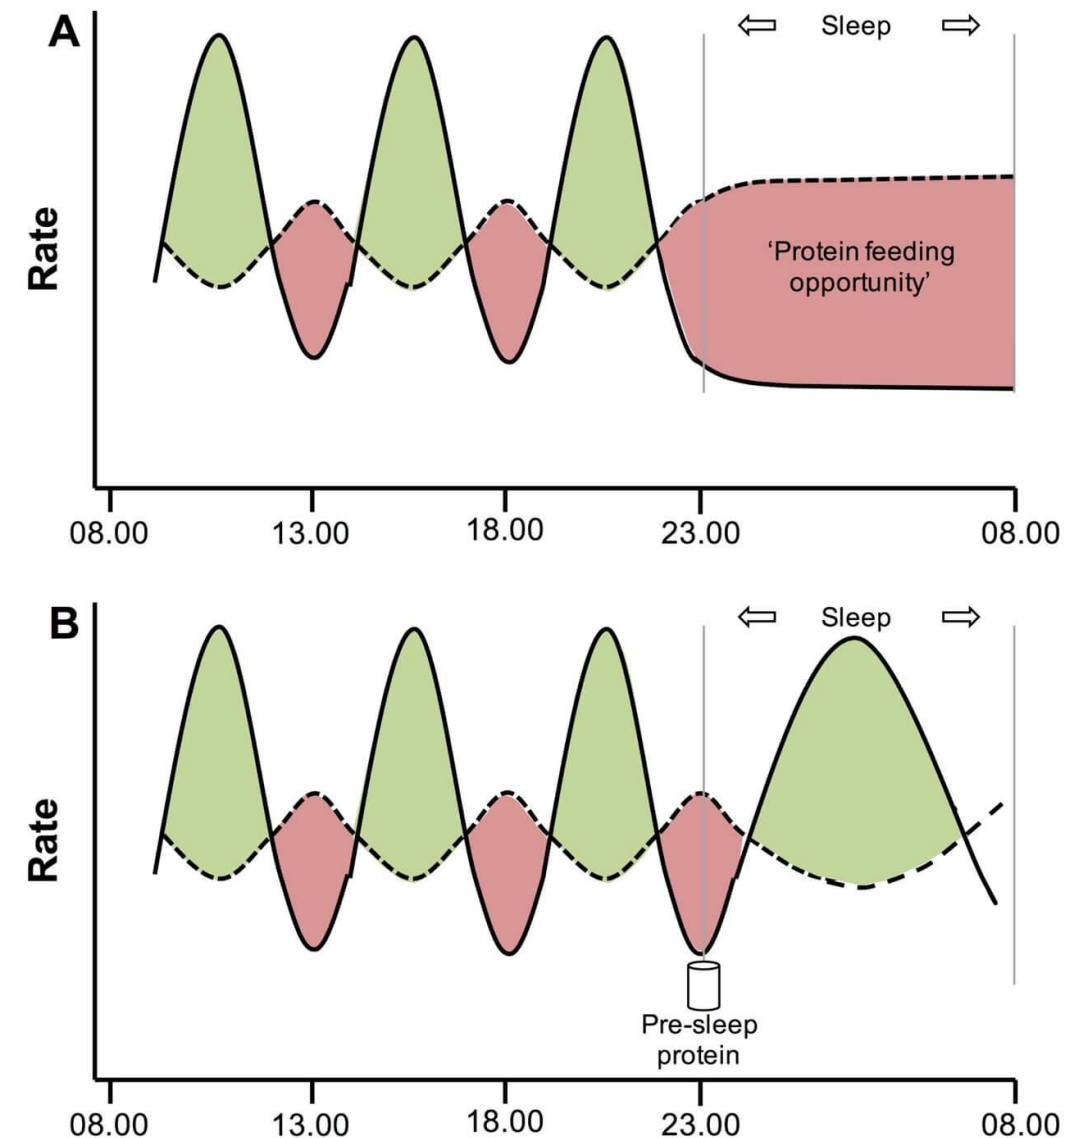 A
Sleep
Rate
‘Protein feeding
opportunity’
08.00 13.00 18.00 23.00 08.00
B
Sleep
Rate
Pre-sleep
protein
08.00 13.00 18.00 23.00 08.00